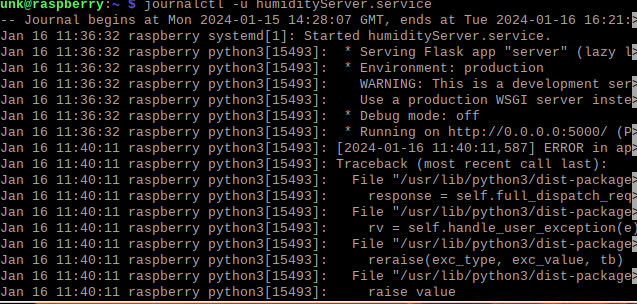 unk@raspberry:~ $ journalctl -u humidityServer.service
-- Journal begins at Mon 2024-01-15 14:28:07 GMT, ends at Tue 2024-01-16 16:21:>
Jan 16 11:36:32 raspberry systemd[1]: Started humidityServer.service.
Jan 16 11:36:32 raspberry python3[15493]:  * Serving Flask app "server" (lazy l>
Jan 16 11:36:32 raspberry python3[15493]:  * Environment: production
Jan 16 11:36:32 raspberry python3[15493]:    WARNING: This is a development ser>
Jan 16 11:36:32 raspberry python3[15493]:    Use a production WSGI server inste>
Jan 16 11:36:32 raspberry python3[15493]:  * Debug mode: off
Jan 16 11:36:32 raspberry python3[15493]:  * Running on http://0.0.0.0:5000/ (P>
Jan 16 11:40:11 raspberry python3[15493]: [2024-01-16 11:40:11,587] ERROR in ap>
Jan 16 11:40:11 raspberry python3[15493]: Traceback (most recent call last):
Jan 16 11:40:11 raspberry python3[15493]:   File "/usr/lib/python3/dist-package>
Jan 16 11:40:11 raspberry python3[15493]:     response = self.full_dispatch_req>
Jan 16 11:40:11 raspberry python3[15493]:   File "/usr/lib/python3/dist-package>
Jan 16 11:40:11 raspberry python3[15493]:     rv = self.handle_user_exception(e)
Jan 16 11:40:11 raspberry python3[15493]:   File "/usr/lib/python3/dist-package>
Jan 16 11:40:11 raspberry python3[15493]:     reraise(exc_type, exc_value, tb)
Jan 16 11:40:11 raspberry python3[15493]:   File "/usr/lib/python3/dist-package>
Jan 16 11:40:11 raspberry python3[15493]:     raise value